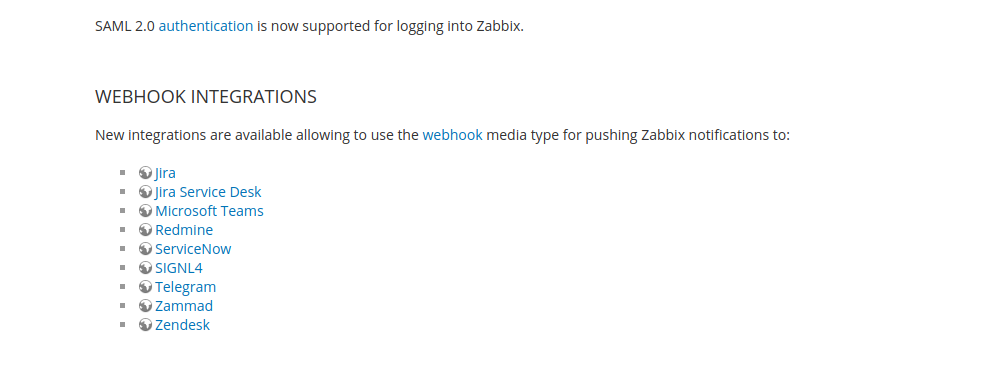 SAML 2.0 authentication is now supported for logging into Zabbix.
WEBHOOK INTEGRATIONS
New integrations are available allowing to use the webhook media type for pushing Zabbix notifications to:
Jira
Jira Service Desk
Microsoft Teams
Redmine
ServiceNow
SIGNL4
Telegram
Zammad
Zendesk